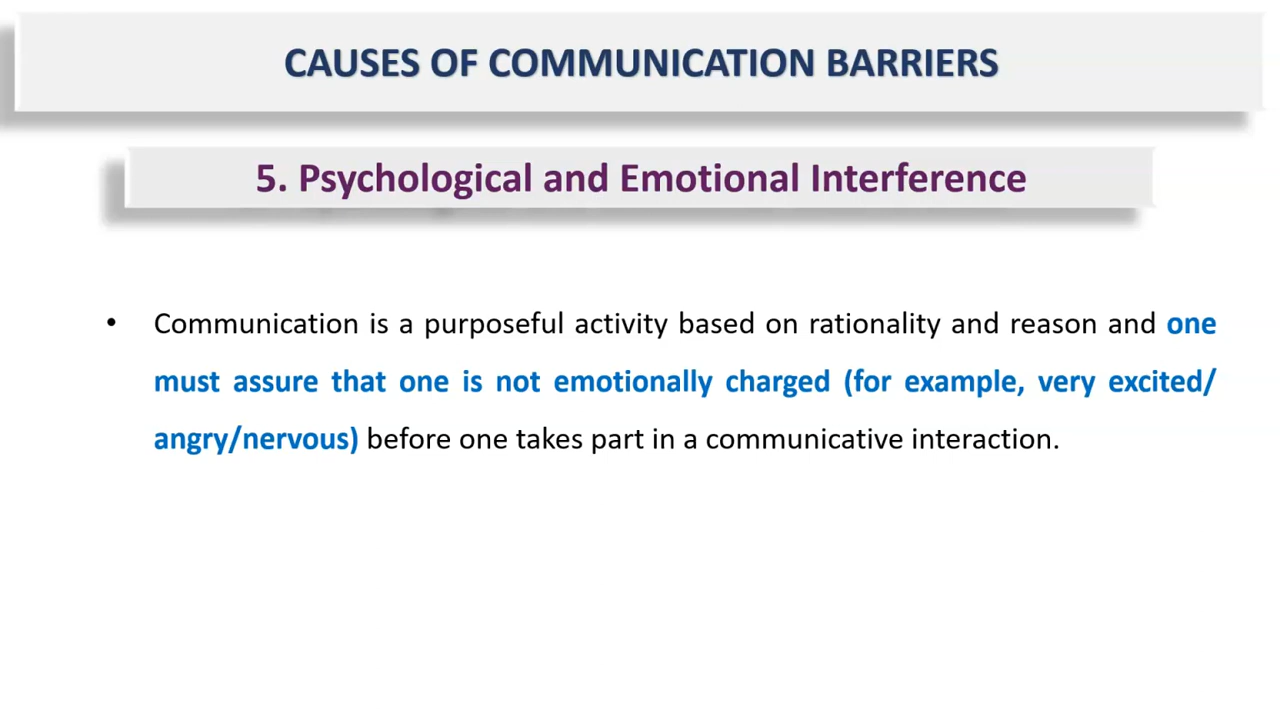 CAUSES OF COMMUNICATION BARRIERS
5. Psychological and Emotional Interference
• Communication is a purposeful activity based on rationality and reason and one
must assure that one is not emotionally charged (for example, very excited/
angry/nervous) before one takes part in a communicative interaction.